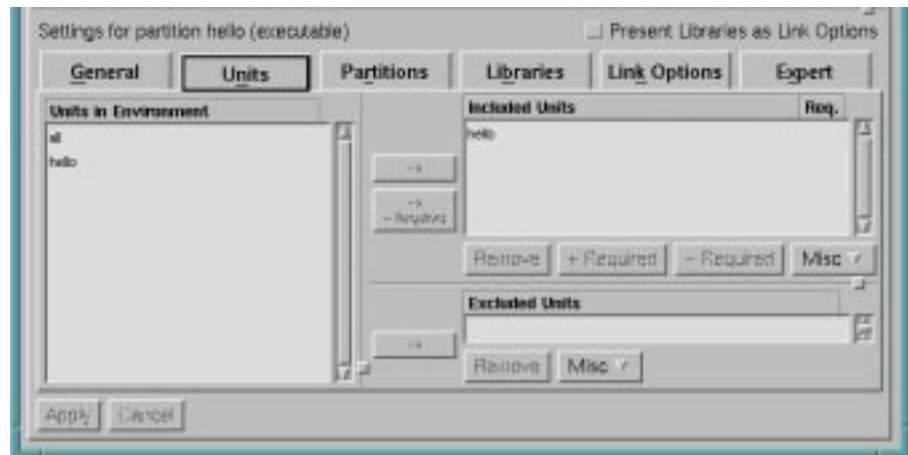 Settings for partition hello (executable)
Present Libraries as Link Options
General Units Partitions Libraries Link Options Expert
Units in Environment
all
hello
Included Units Req.
hello
->
->
Remove + Required - Required Misc
Excluded Units
->
Remove Misc
Apply Cancel